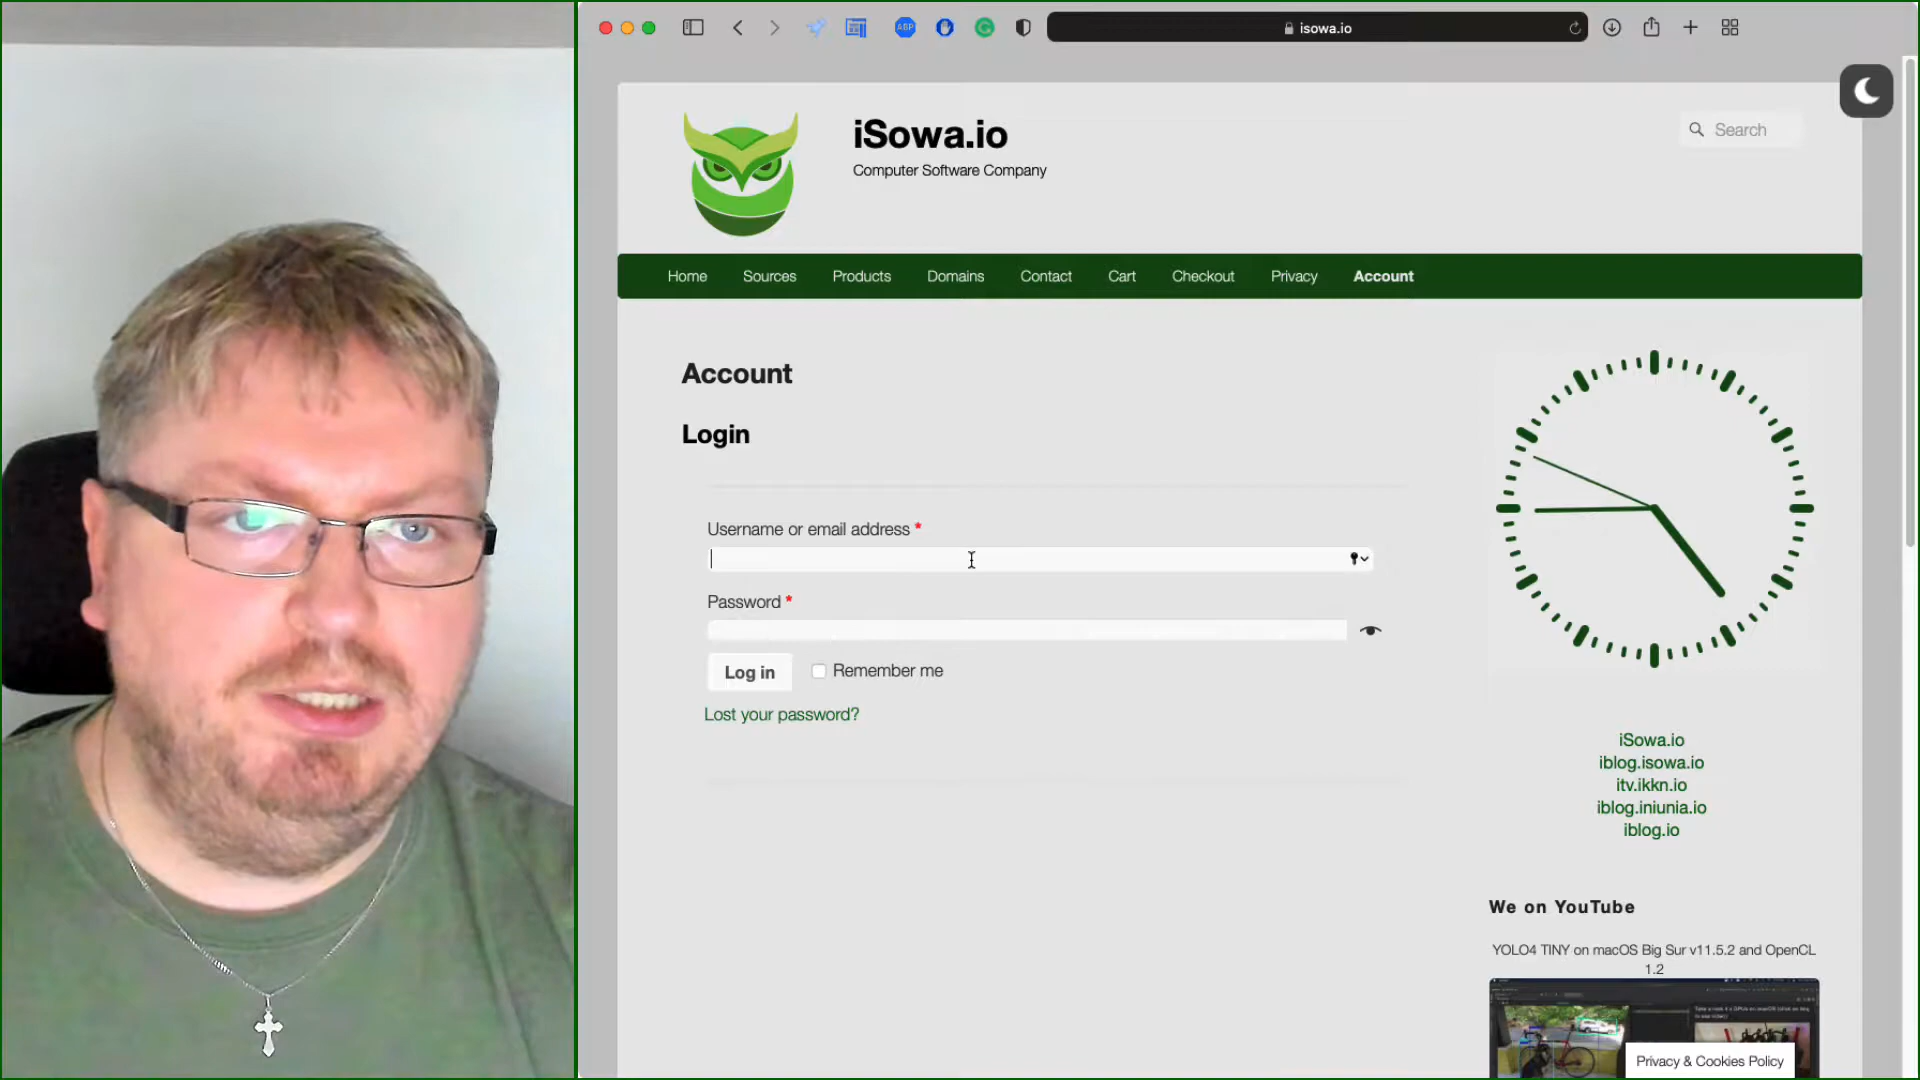 ABP
isowa.io
iSowa.io
Computer Software Company
Search
Home Sources Products Domains Contact Cart Checkout Privacy Account
Account
Login
Username or email address *
Password *
Log in Remember me
Lost your password?
iSowa.io
iblog.isowa.io
itv.ikkn.io
iblog.iniunia.io
iblog.io
We on YouTube
YOLO4 TINY on macOS Big Sur v11.5.2 and OpenCL
1.2
Privacy & Cookies Policy